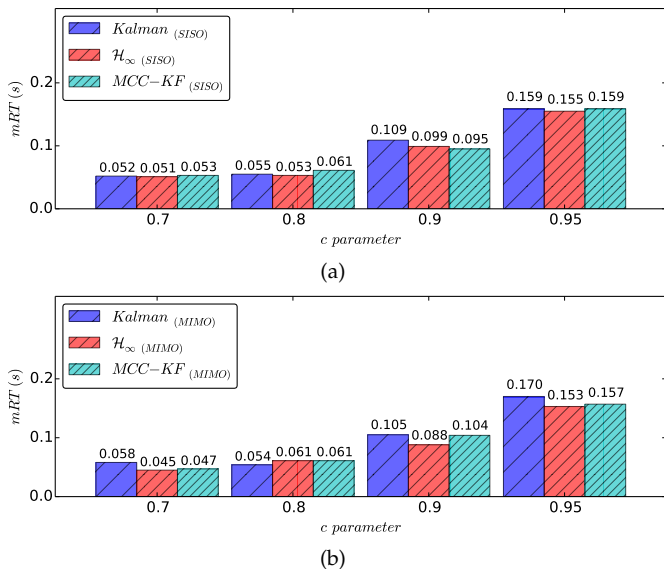 Kalman (SISO)
H∞ (SISO)
MCC−KF (SISO)
mRT (s)
0.2
0.1
0.0
0.052 0.051 0.053
0.055 0.053 0.061
0.109 0.099 0.095
0.159 0.155 0.159
0.7 0.8 0.9 0.95
c parameter
(a)
Kalman (MIMO)
H∞ (MIMO)
MCC−KF (MIMO)
mRT (s)
0.2
0.1
0.0
0.058 0.045 0.047
0.054 0.061 0.061
0.105 0.088 0.104
0.170 0.153 0.157
0.7 0.8 0.9 0.95
c parameter
(b)